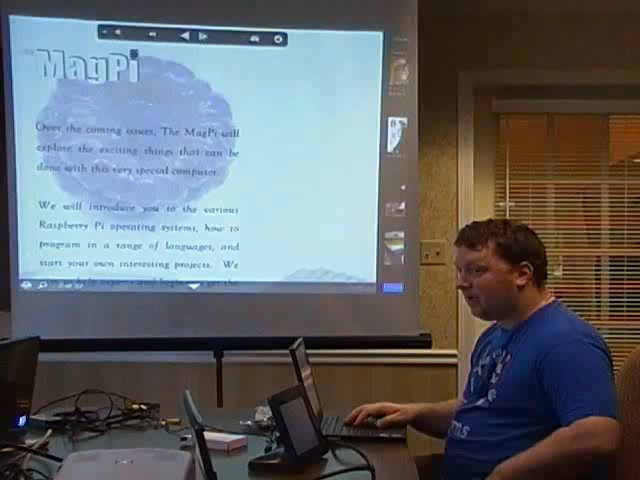 The MagPi
Over the coming issues, The MagPi will
explore the exciting things that can be
done with this very special computer.
We will introduce you to the various
Raspberry Pi operating systems, how to
program in a range of languages, and
start your own interesting projects. We